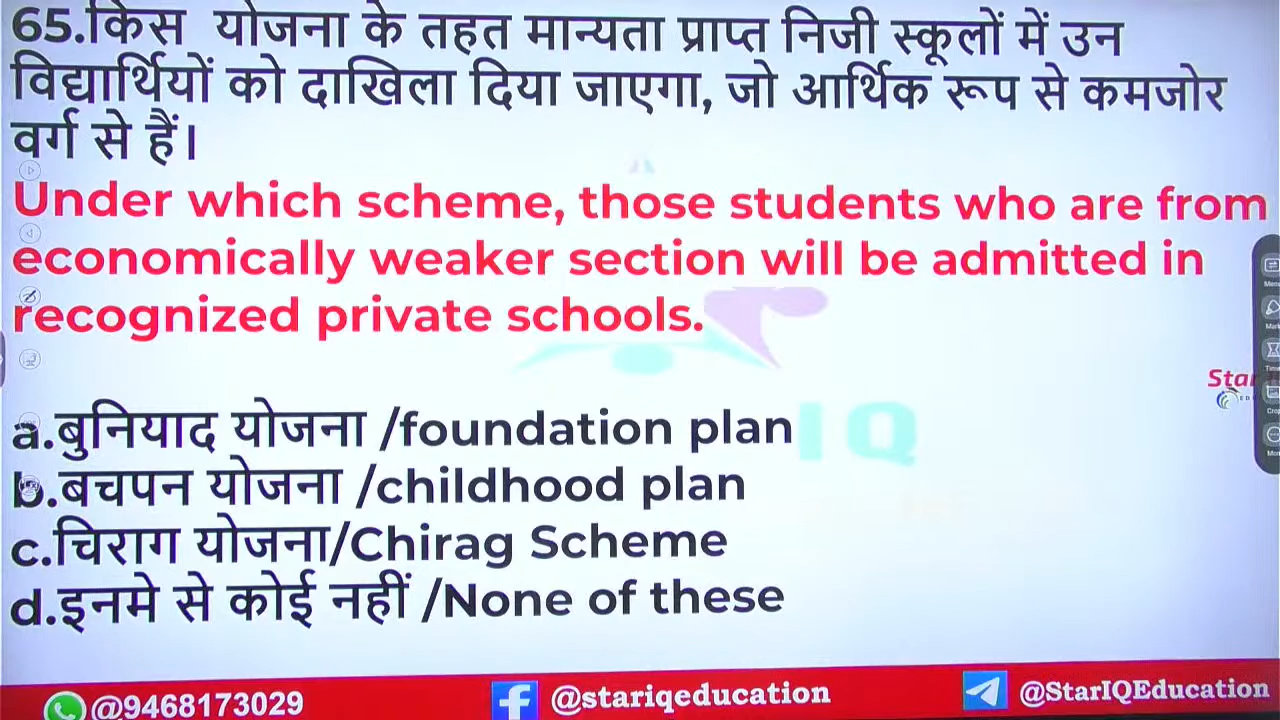 65.किस योजना के तहत मान्यता प्राप्त निजी स्कूलों में उन
विद्यार्थियों को दाखिला दिया जाएगा, जो आर्थिक रूप से कमजोर
वर्ग से हैं।
Under which scheme, those students who are from
economically weaker section will be admitted in
recognized private schools.
Star
a.बुनियाद योजना /foundation plan
IQ
b.बचपन योजना /childhood plan
c.चिराग योजना/Chirag Scheme
d.इनमे से कोई नहीं /None of these
@9468173029
@stariqeducation
@StarIQEducation